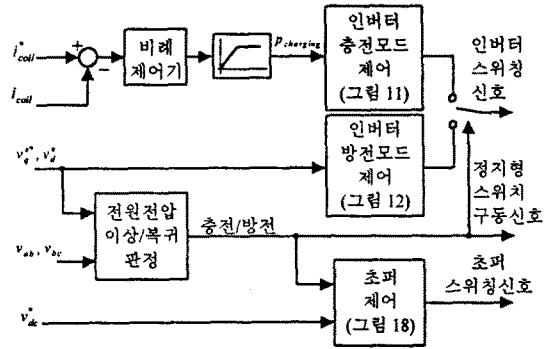 i*coil
+
−
비례
제어기
p charging
인버터
충전모드
제어
(그림 11)
인버터
스위칭
신호
i coil
v^e*q , v*d
인버터
방전모드
제어
(그림 12)
정지형
스위치
구동신호
전원전압
이상/복귀
판정
충전/방전
v ab , v bc
초퍼
제어
(그림 18)
초퍼
스위칭신호
v*dc